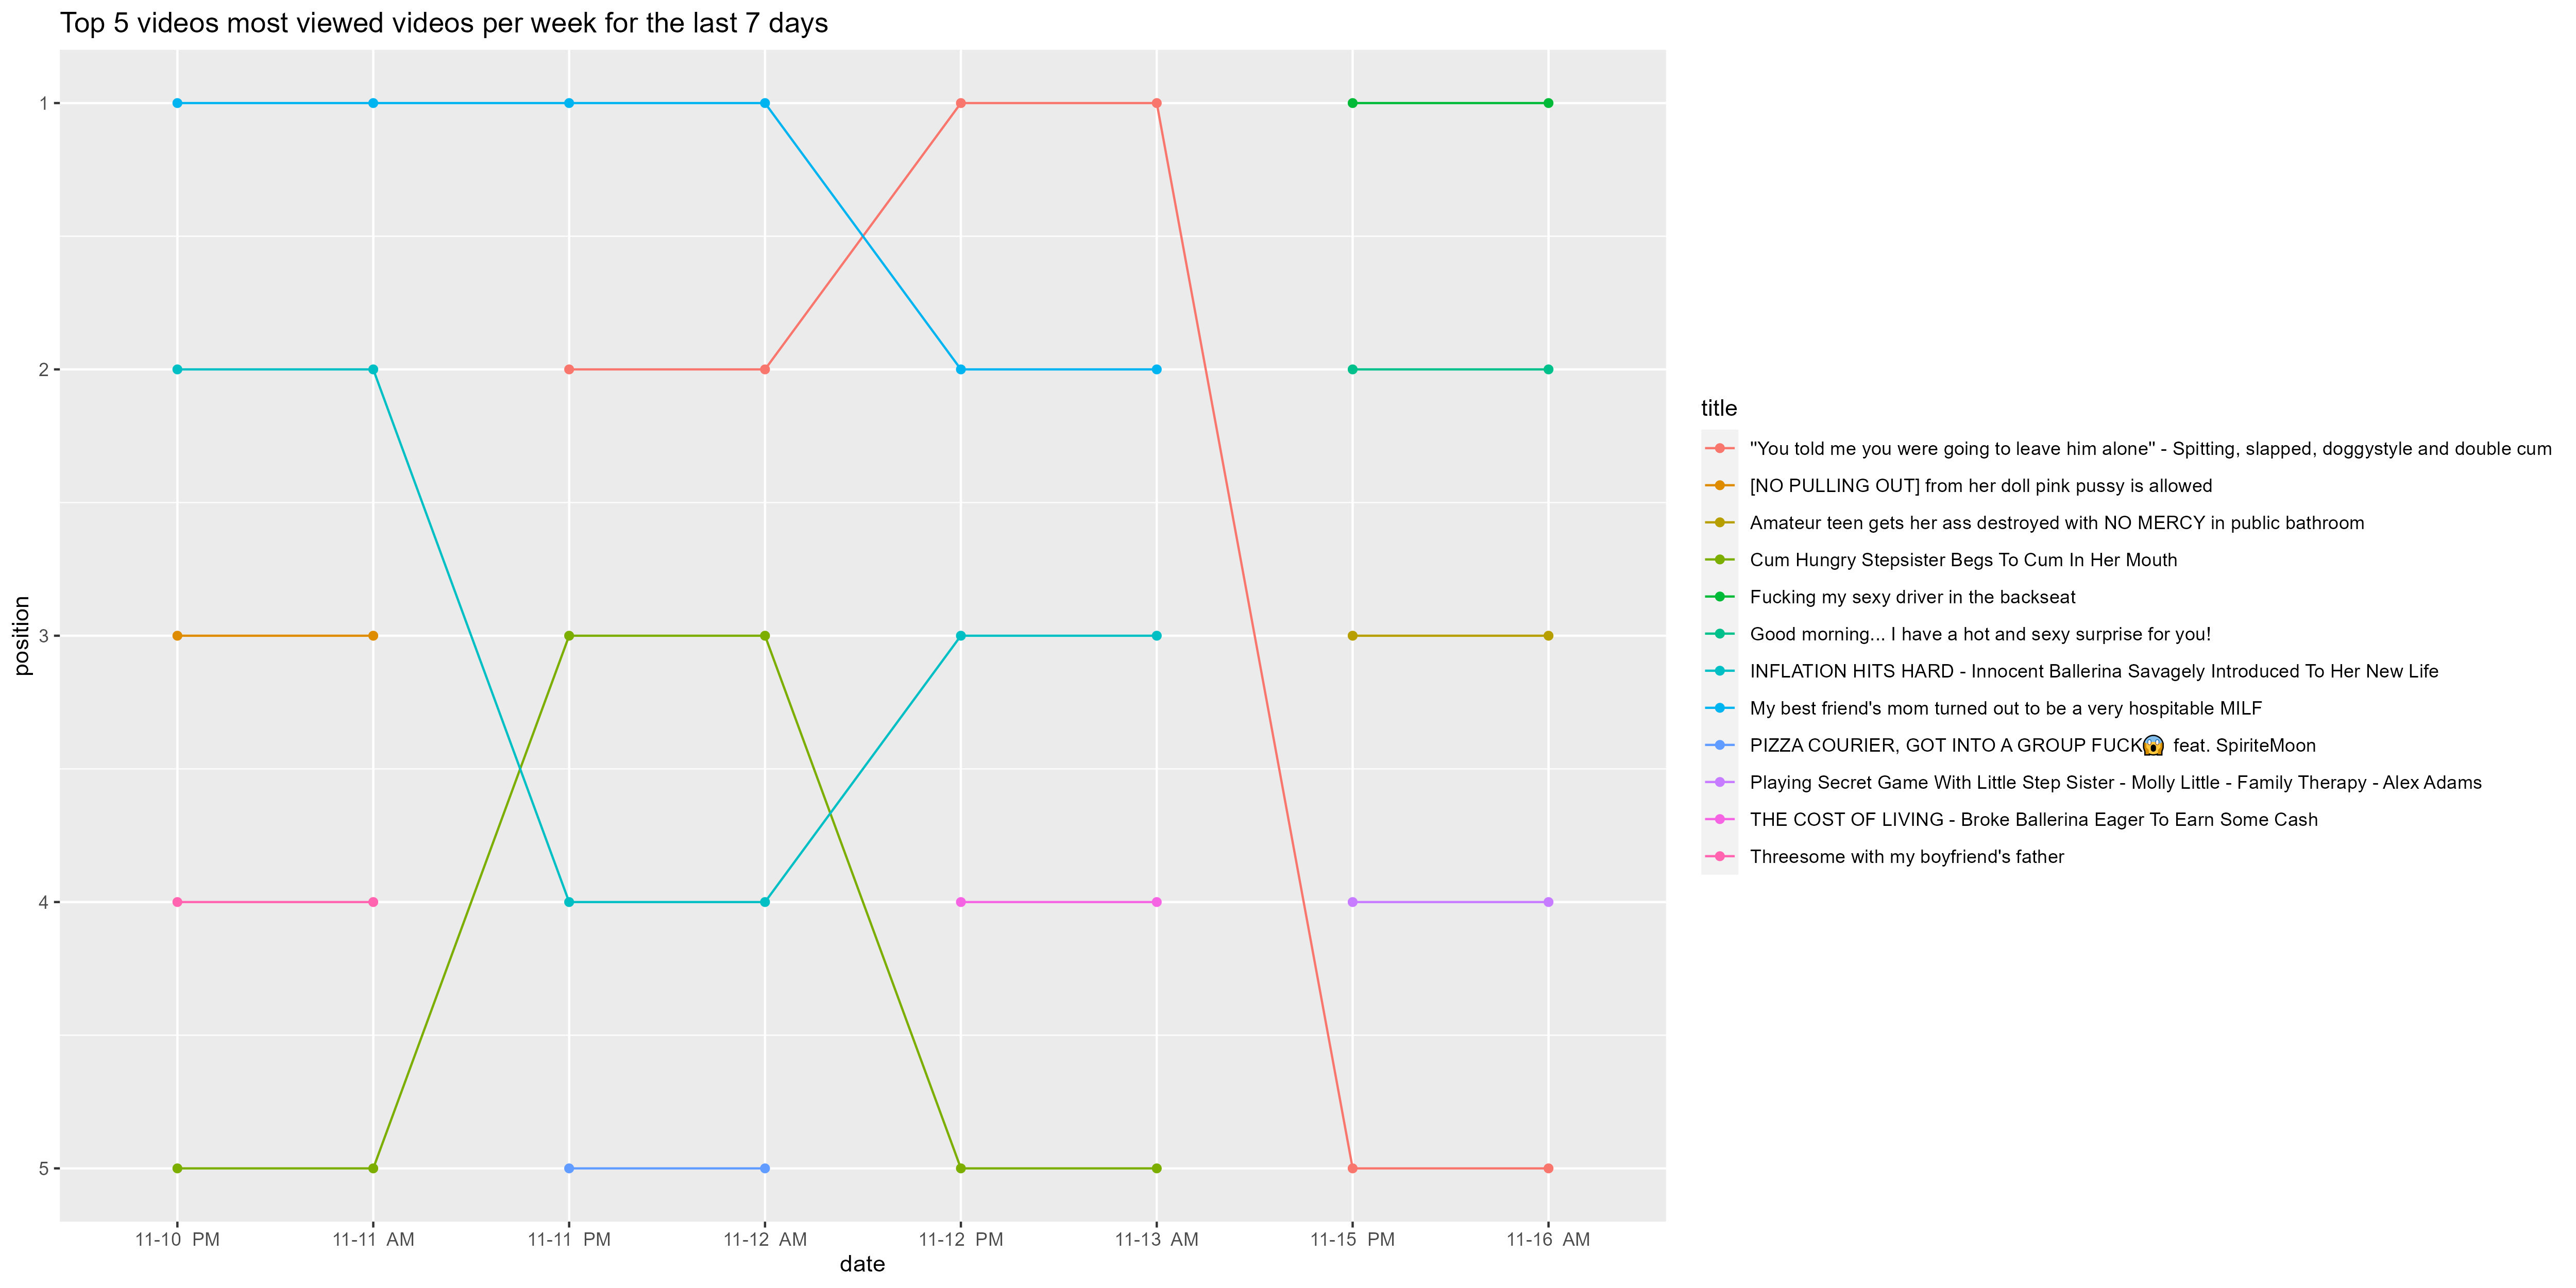 Top 5 videos most viewed videos per week for the last 7 days
position
1
2
3
4
5
11-10 PM
11-11 AM
11-11 PM
11-12 AM
11-12 PM
11-13 AM
11-15 PM
11-16 AM
date
title
"You told me you were going to leave him alone" - Spitting, slapped, doggystyle and double cum
[NO PULLING OUT] from her doll pink pussy is allowed
Amateur teen gets her ass destroyed with NO MERCY in public bathroom
Cum Hungry Stepsister Begs To Cum In Her Mouth
Fucking my sexy driver in the backseat
Good morning... I have a hot and sexy surprise for you!
INFLATION HITS HARD - Innocent Ballerina Savagely Introduced To Her New Life
My best friend's mom turned out to be a very hospitable MILF
PIZZA COURIER, GOT INTO A GROUP FUCK😱 feat. SpiriteMoon
Playing Secret Game With Little Step Sister - Molly Little - Family Therapy - Alex Adams
THE COST OF LIVING - Broke Ballerina Eager To Earn Some Cash
Threesome with my boyfriend's father